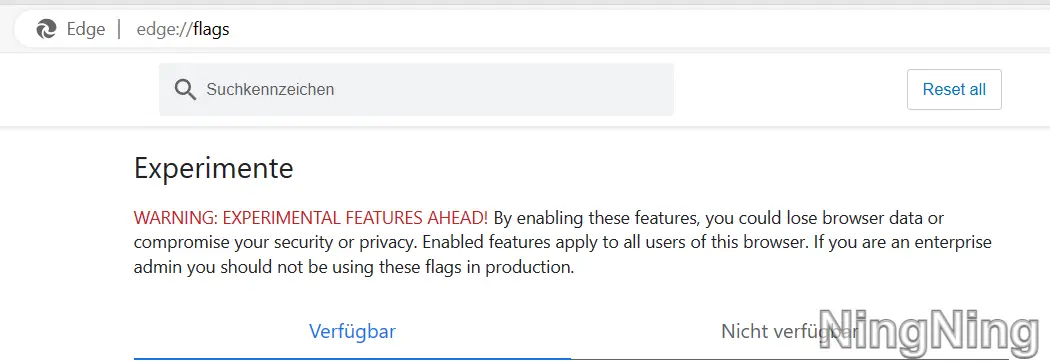 Edge | edge://flags
Suchkennzeichen
Reset all
Experimente
WARNING: EXPERIMENTAL FEATURES AHEAD! By enabling these features, you could lose browser data or
compromise your security or privacy. Enabled features apply to all users of this browser. If you are an enterprise
admin you should not be using these flags in production.
Verfügbar
Nicht verfügbar
NingNing